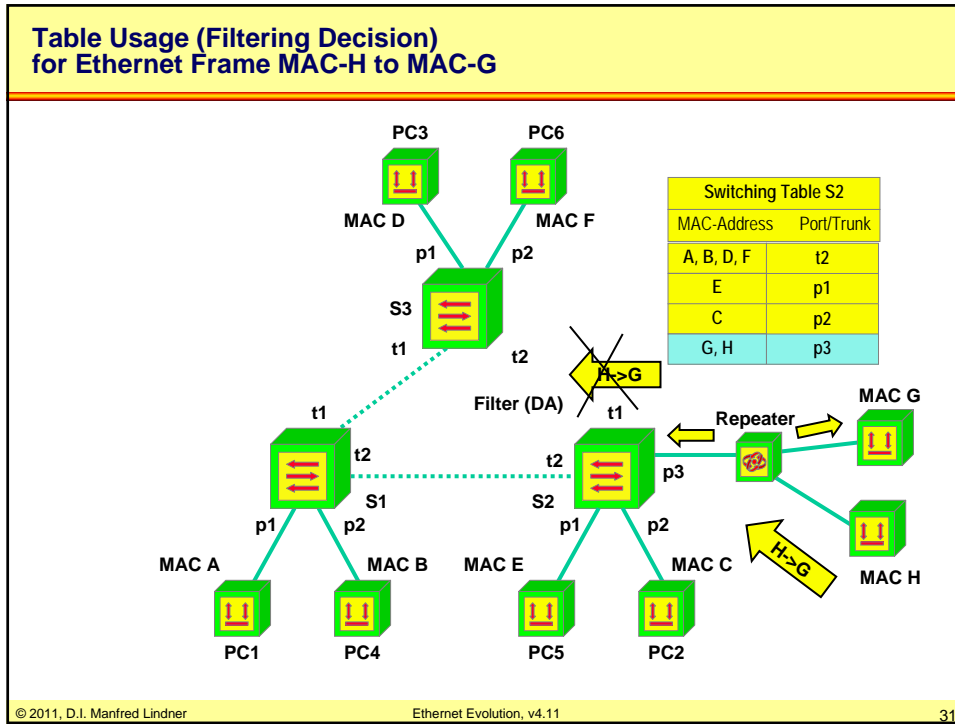 Table Usage (Filtering Decision)
for Ethernet Frame MAC-H to MAC-G
PC3
PC6
MAC D
MAC F
p1
p2
S3
t1
t2
Switching Table S2
MAC-Address Port/Trunk
A, B, D, F t2
E p1
C p2
G, H p3
H->G
Filter (DA)
t1
MAC G
Repeater
t1
t2
t2
p3
S1
S2
p1
p2
p1
p2
H->G
MAC A
MAC B
MAC E
MAC C
MAC H
PC1
PC4
PC5
PC2
© 2011, D.I. Manfred Lindner
Ethernet Evolution, v4.11
31